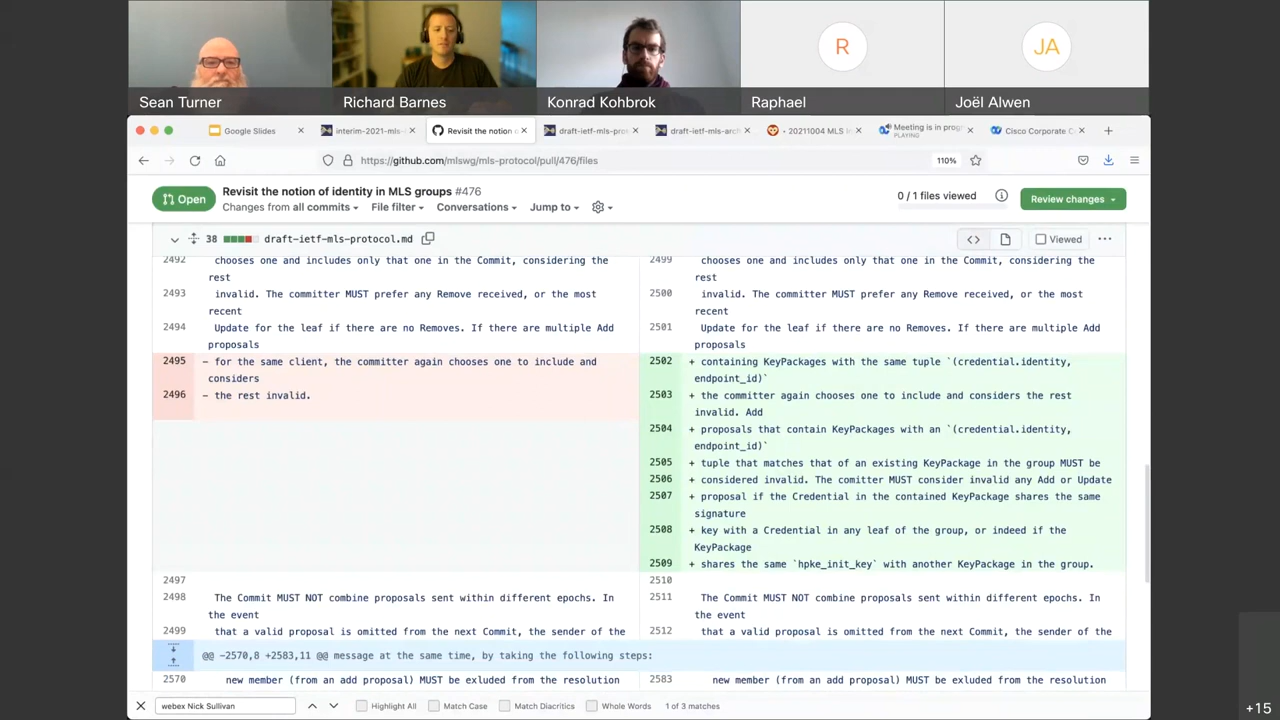 R
JA
Sean Turner
Richard Barnes
Konrad Kohbrok
Raphael
Joël Alwen
Google Slides
interim-2021-mls-
Revisit the notion o
draft-ietf-mls-pro
draft-ietf-mls-arc
20211004 MLS I
Meeting is in prog
PLAYING
Cisco Corporate C
https://github.com/mlswg/mls-protocol/pull/476/files
110%
Open
Revisit the notion of identity in MLS groups #476
Changes from all commits
File filter
Conversations
Jump to
0 / 1 files viewed
Review changes
38
draft-ietf-mls-protocol.md
Viewed
2492 chooses one and includes only that one in the Commit, considering the
rest
2493 invalid. The committer MUST prefer any Remove received, or the most
recent
2494 Update for the leaf if there are no Removes. If there are multiple Add
proposals
2495 - for the same client, the committer again chooses one to include and
considers
2496 - the rest invalid.
2497
2498 The Commit MUST NOT combine proposals sent within different epochs. In
the event
2499 that a valid proposal is omitted from the next Commit, the sender of the
2499 chooses one and includes only that one in the Commit, considering the
rest
2500 invalid. The committer MUST prefer any Remove received, or the most
recent
2501 Update for the leaf if there are no Removes. If there are multiple Add
proposals
2502 + containing KeyPackages with the same tuple `(credential.identity,
endpoint_id)`
2503 + the committer again chooses one to include and considers the rest
invalid. Add
2504 + proposals that contain KeyPackages with an `(credential.identity,
endpoint_id)`
2505 + tuple that matches that of an existing KeyPackage in the group MUST be
2506 + considered invalid. The comitter MUST consider invalid any Add or Update
2507 + proposal if the Credential in the contained KeyPackage shares the same
signature
2508 + key with a Credential in any leaf of the group, or indeed if the
KeyPackage
2509 + shares the same `hpke_init_key` with another KeyPackage in the group.
2510
2511 The Commit MUST NOT combine proposals sent within different epochs. In
the event
2512 that a valid proposal is omitted from the next Commit, the sender of the
@@ -2570,8 +2583,11 @@ message at the same time, by taking the following steps:
2570 new member (from an add proposal) MUST be exluded from the resolution
2583 new member (from an add proposal) MUST be exluded from the resolution
webex Nick Sullivan
Highlight All
Match Case
Match Diacritics
Whole Words
1 of 3 matches
+15